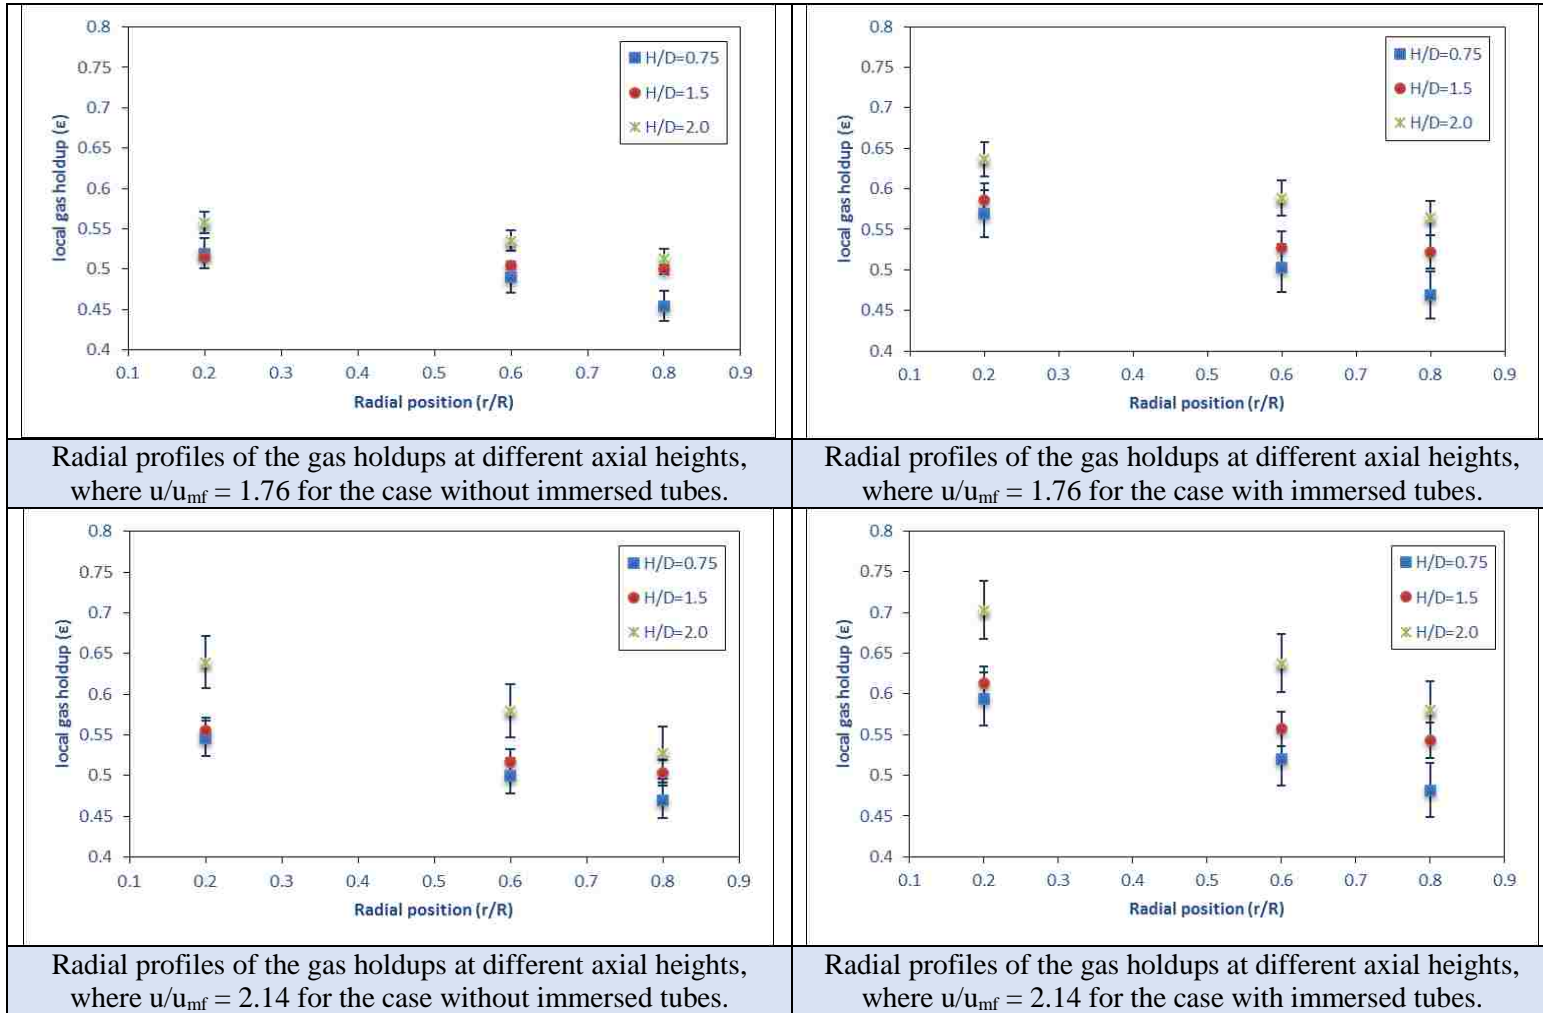 0.8
0.75
0.7
0.65
0.6
0.55
0.5
0.45
0.4
local gas holdup (ε)
H/D=0.75
H/D=1.5
H/D=2.0
0.1 0.2 0.3 0.4 0.5 0.6 0.7 0.8 0.9
Radial position (r/R)
Radial profiles of the gas holdups at different axial heights,
where u/umf = 1.76 for the case without immersed tubes.
0.8
0.75
0.7
0.65
0.6
0.55
0.5
0.45
0.4
local gas holdup (ε)
H/D=0.75
H/D=1.5
H/D=2.0
0.1 0.2 0.3 0.4 0.5 0.6 0.7 0.8 0.9
Radial position (r/R)
Radial profiles of the gas holdups at different axial heights,
where u/umf = 1.76 for the case with immersed tubes.
0.8
0.75
0.7
0.65
0.6
0.55
0.5
0.45
0.4
local gas holdup (ε)
H/D=0.75
H/D=1.5
H/D=2.0
0.1 0.2 0.3 0.4 0.5 0.6 0.7 0.8 0.9
Radial position (r/R)
Radial profiles of the gas holdups at different axial heights,
where u/umf = 2.14 for the case without immersed tubes.
0.8
0.75
0.7
0.65
0.6
0.55
0.5
0.45
0.4
local gas holdup (ε)
H/D=0.75
H/D=1.5
H/D=2.0
0.1 0.2 0.3 0.4 0.5 0.6 0.7 0.8 0.9
Radial position (r/R)
Radial profiles of the gas holdups at different axial heights,
where u/umf = 2.14 for the case with immersed tubes.